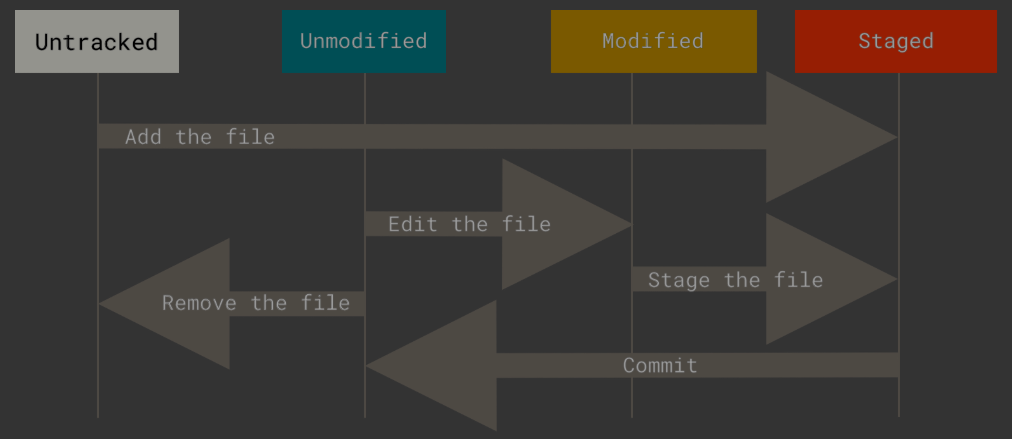 Untracked
Unmodified
Modified
Staged
Add the file
Edit the file
Stage the file
Remove the file
Commit